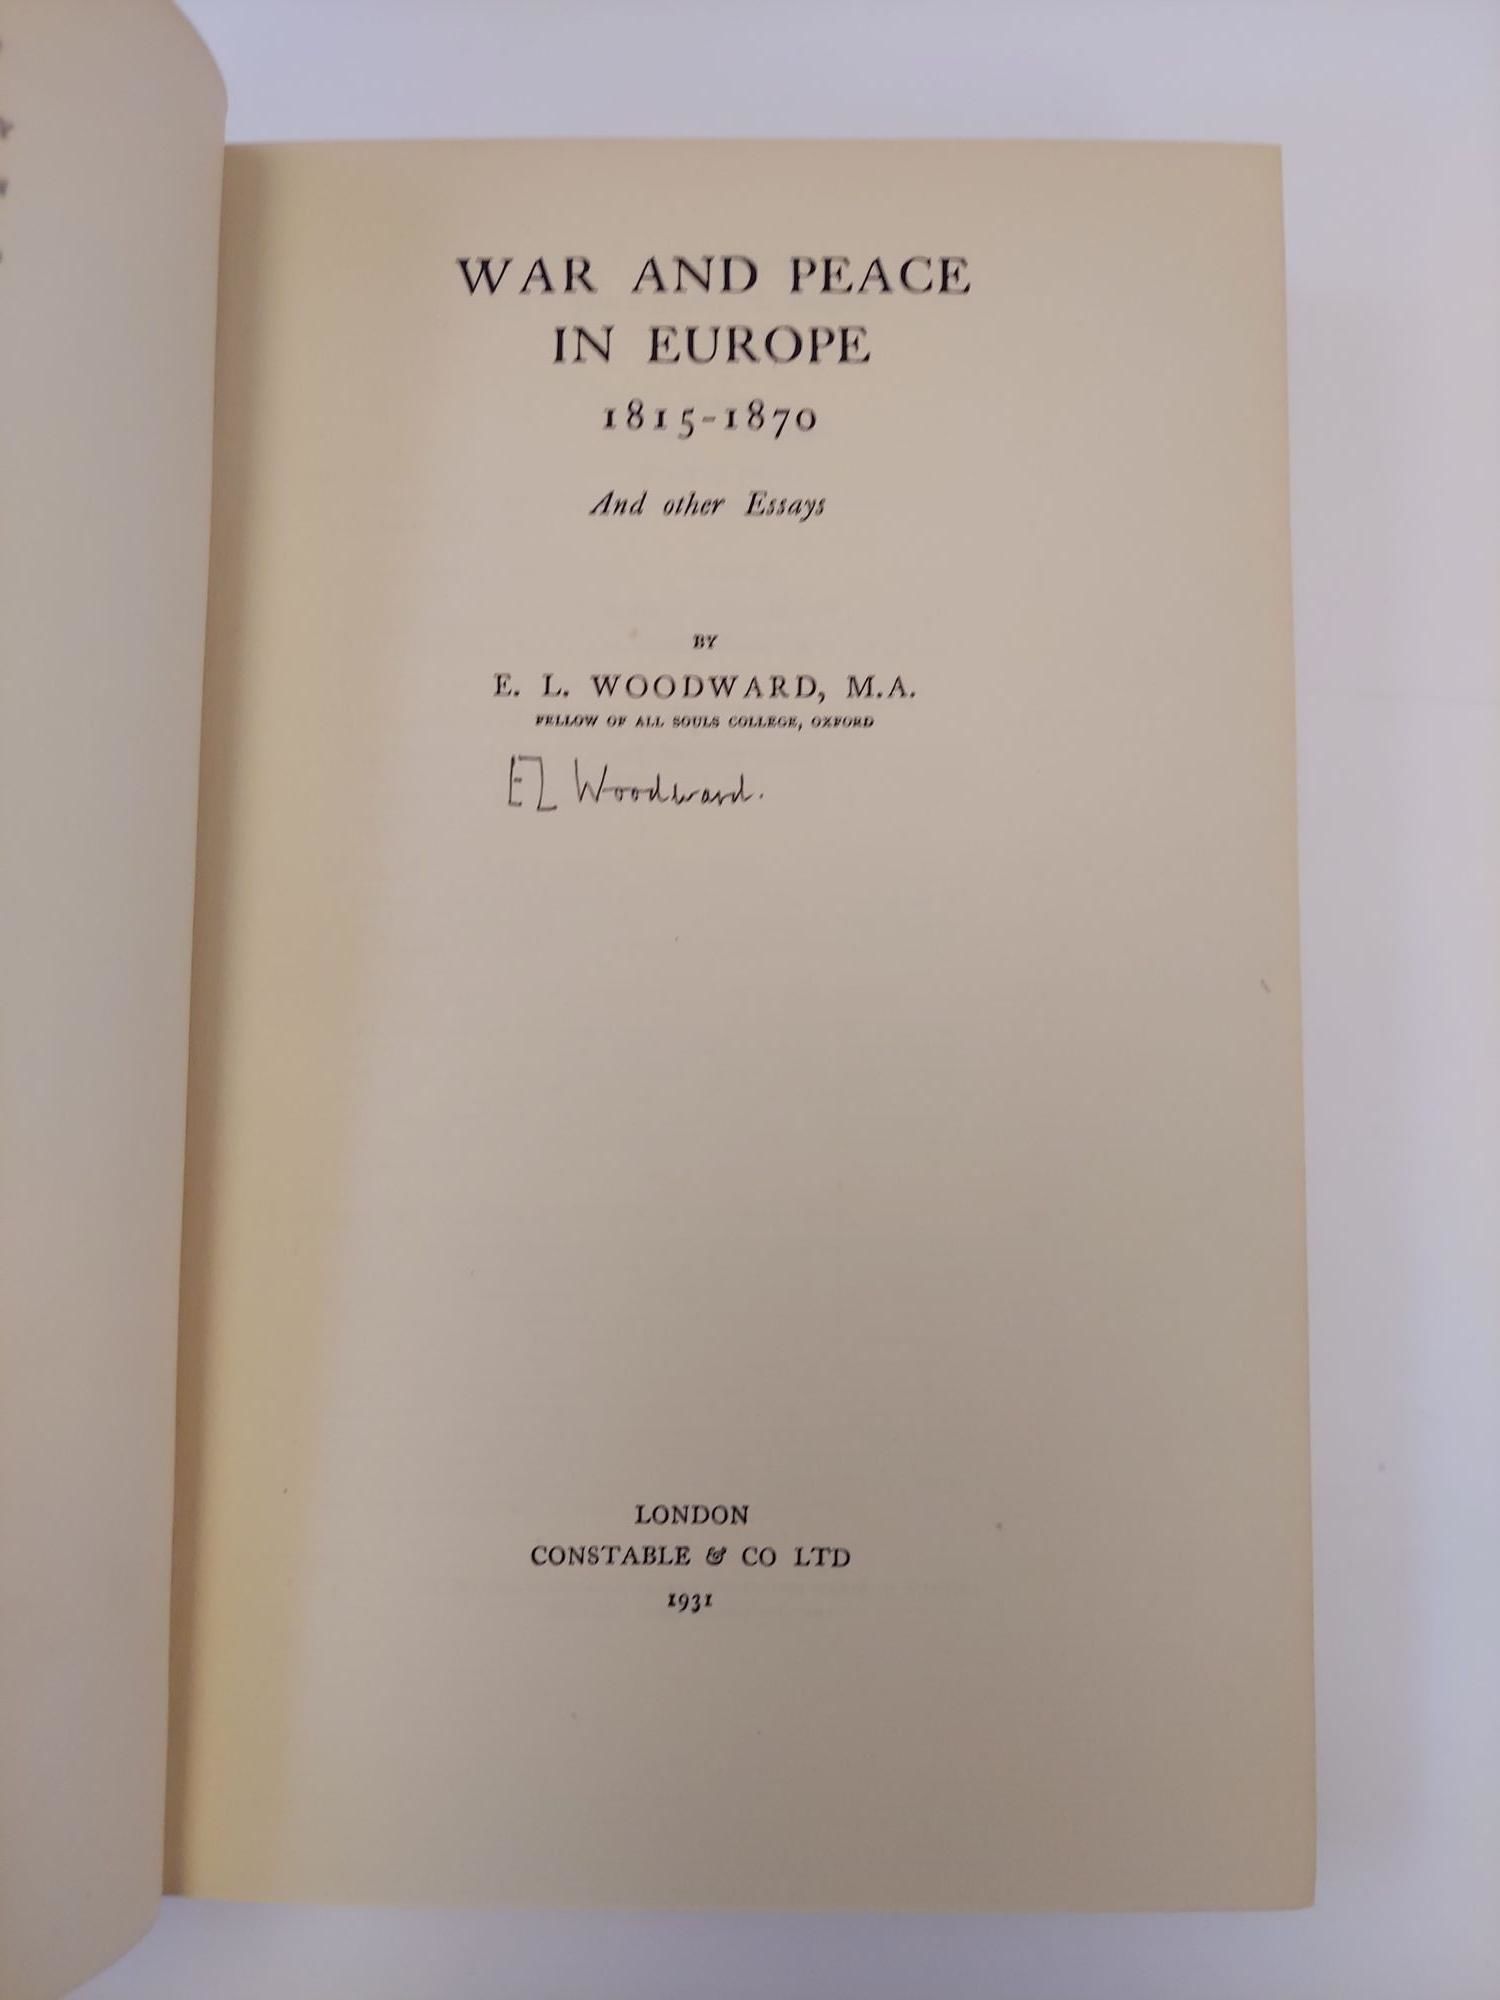 WAR AND PEACE
IN EUROPE
1815-1870
And other Essays
BY
E. L. WOODWARD, M.A.
FELLOW OF ALL SOULS COLLEGE, OXFORD
EL Woodward.
LONDON
CONSTABLE & CO LTD
1931